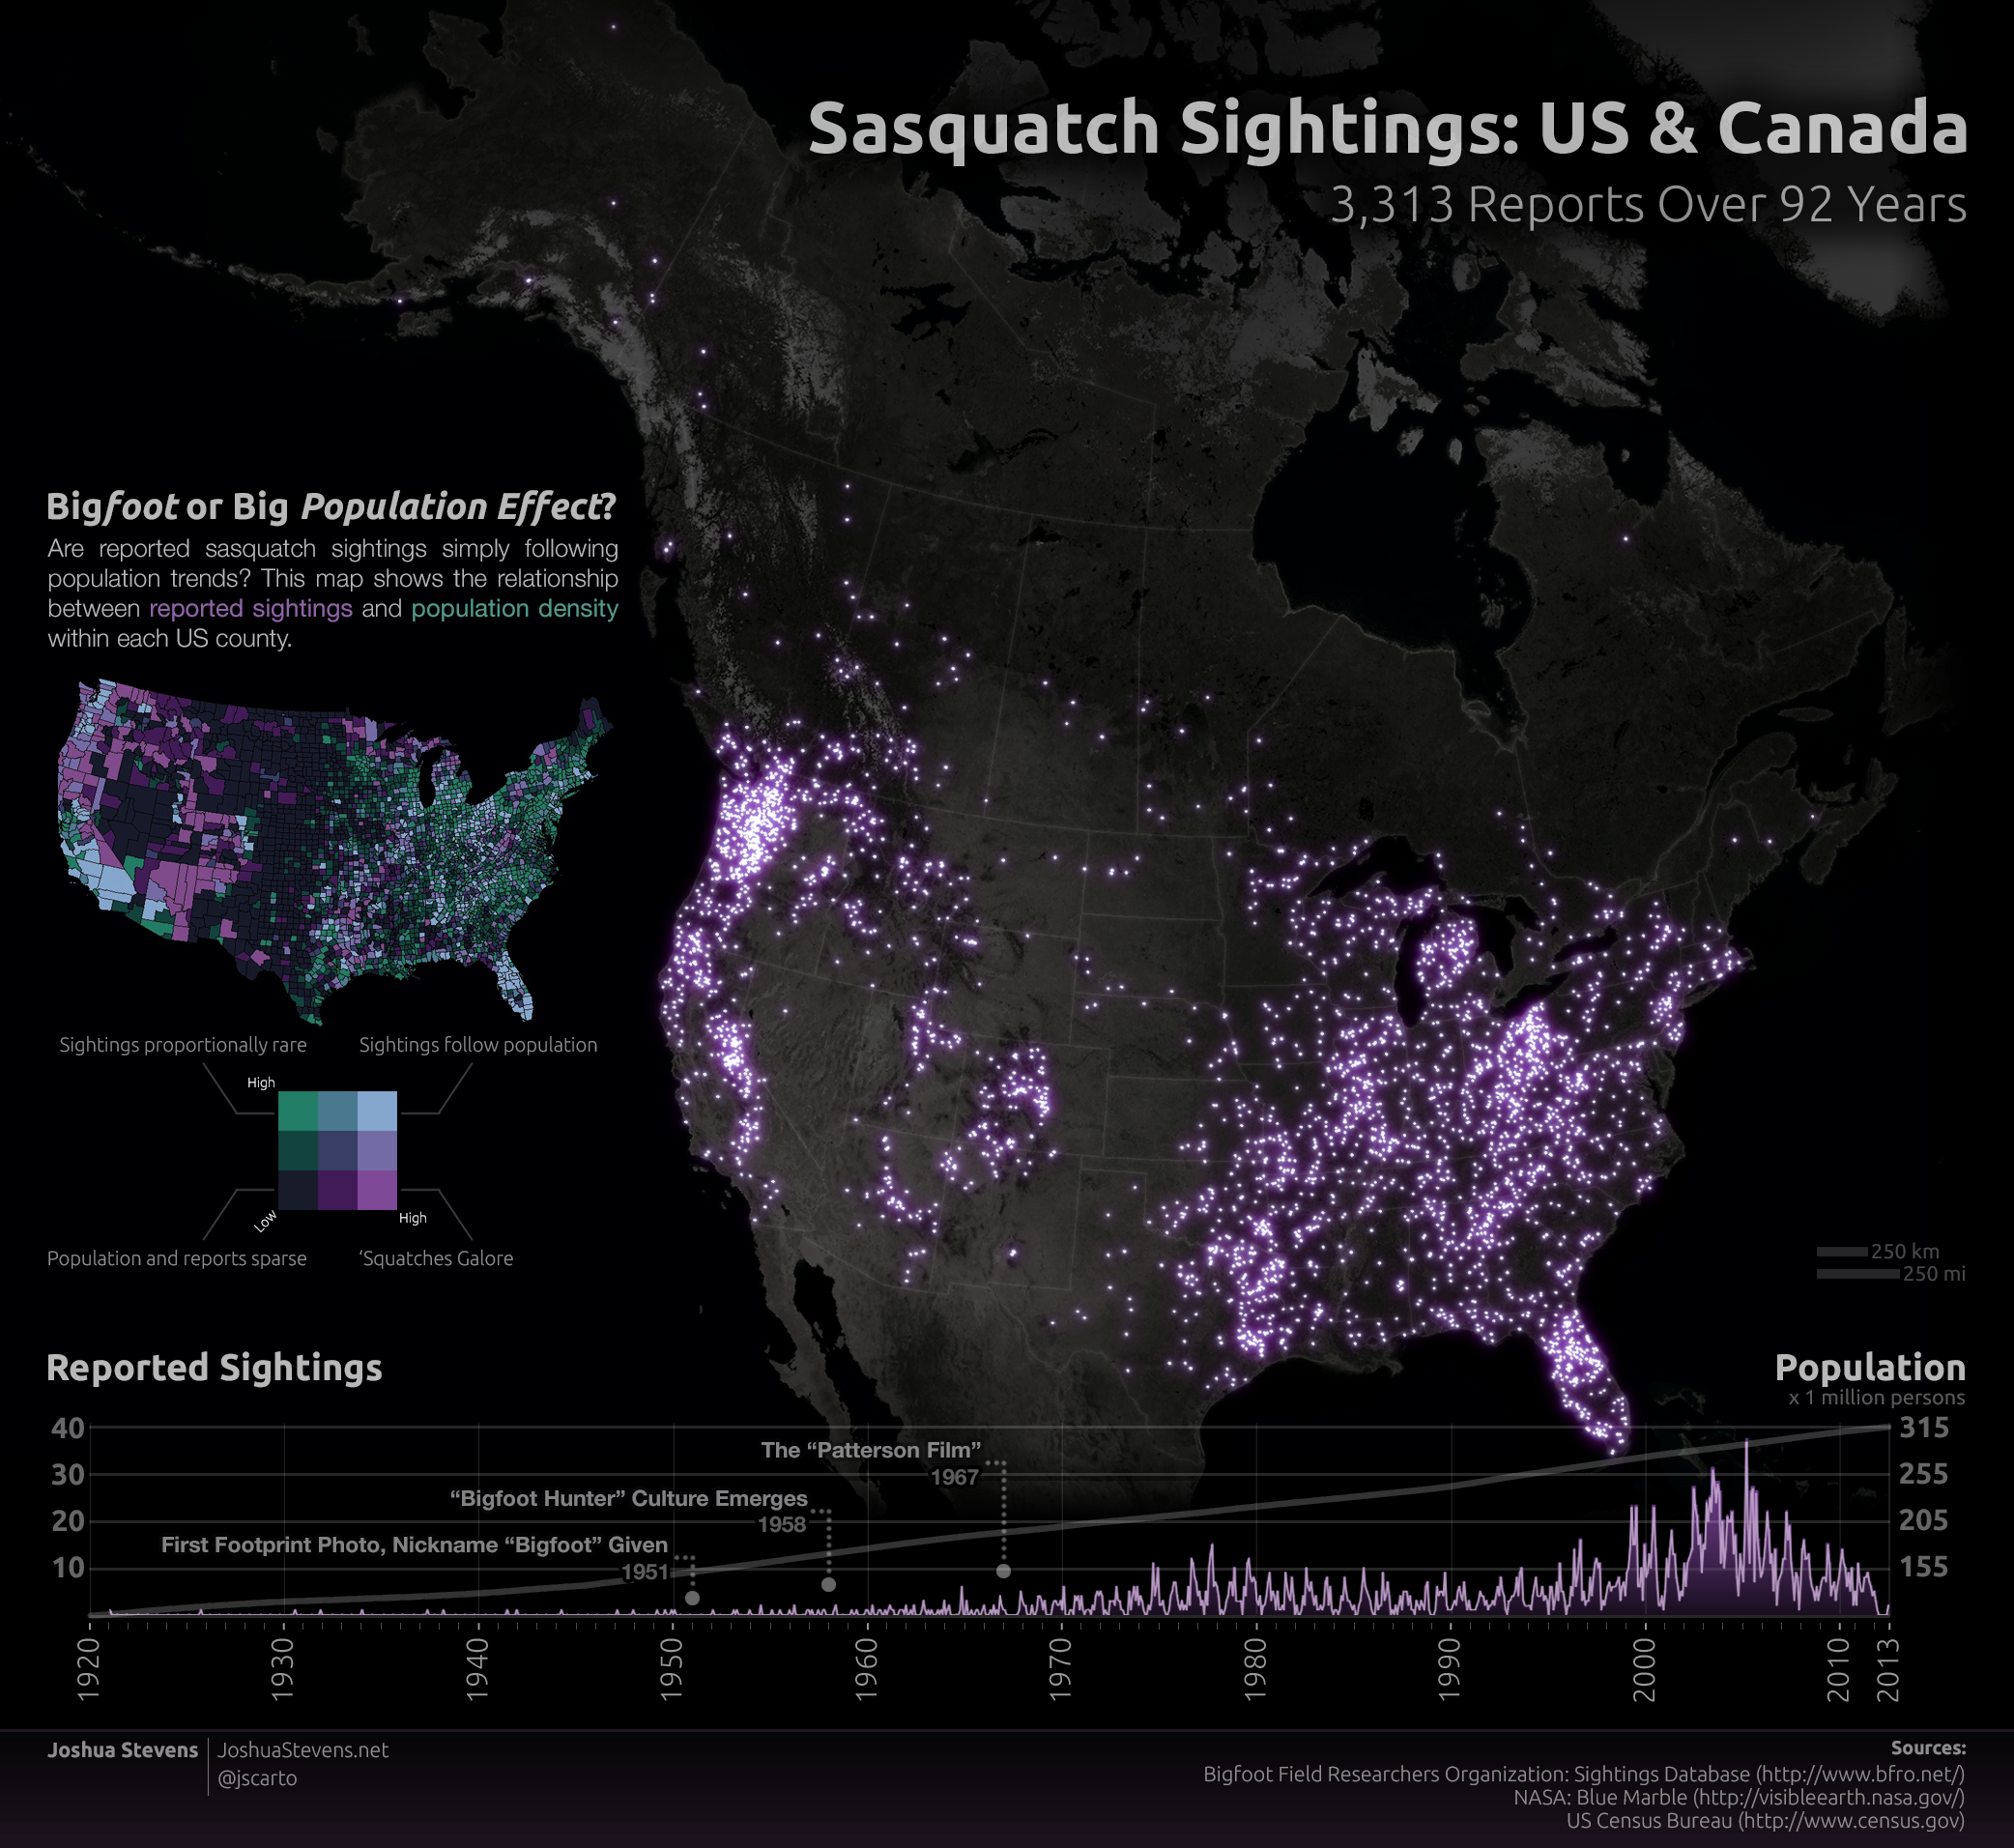 Sasquatch Sightings: US & Canada
3,313 Reports Over 92 Years
Bigfoot or Big Population Effect?
Are reported sasquatch sightings simply following
population trends? This map shows the relationship
between reported sightings and population density
within each US county.
Sightings proportionally rare
Sightings follow population
High
Low
High
Population and reports sparse
‘Squatches Galore
250 km
250 mi
Reported Sightings
Population
x 1 million persons
40
30
20
10
315
255
205
155
The “Patterson Film”
1967
“Bigfoot Hunter” Culture Emerges
1958
First Footprint Photo, Nickname “Bigfoot” Given
1951
1920
1930
1940
1950
1960
1970
1980
1990
2000
2010
2013
Joshua Stevens
JoshuaStevens.net
@jscarto
Sources:
Bigfoot Field Researchers Organization: Sightings Database (http://www.bfro.net/)
NASA: Blue Marble (http://visibleearth.nasa.gov/)
US Census Bureau (http://www.census.gov)